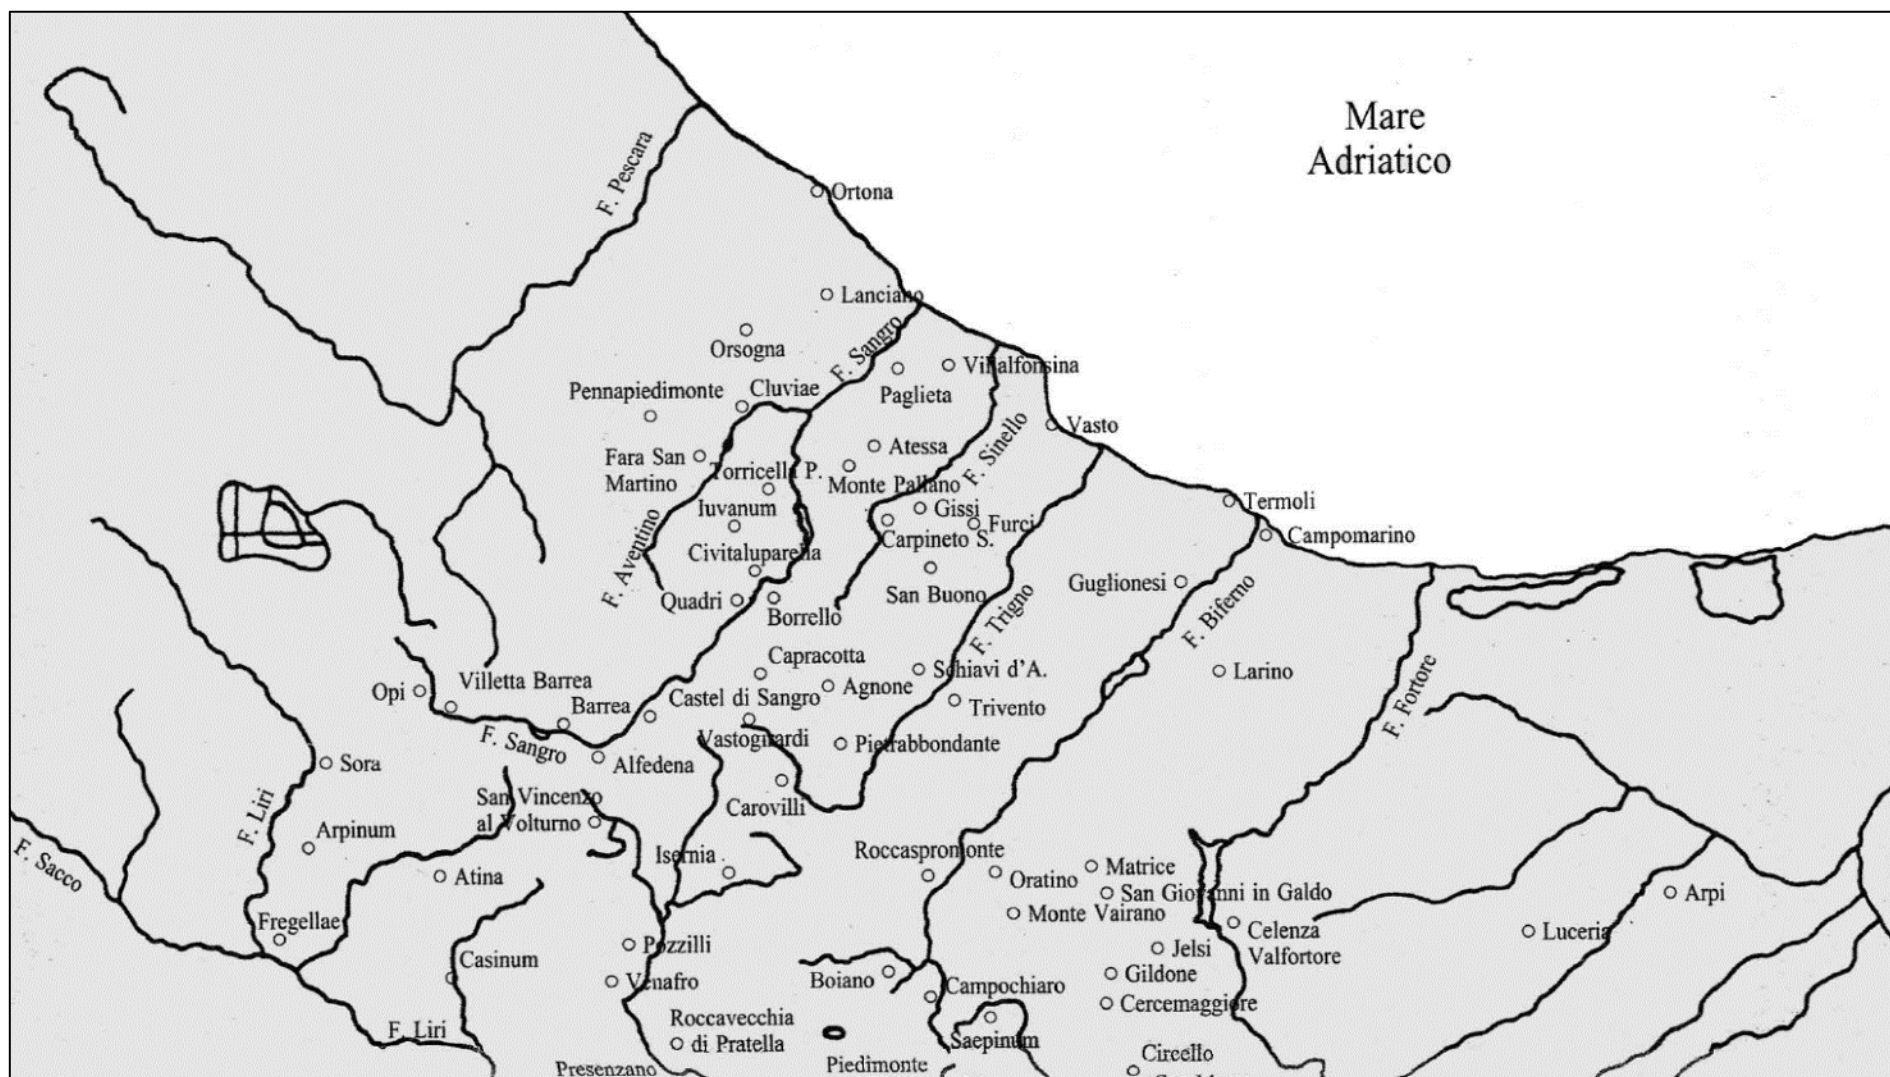 Mare
Adriatico
F. Pescara
Ortona
Lanciano
Orsogna
F. Sangro
Villalfonsina
Paglieta
Pennapiedimonte
Cluviae
Vasto
Atessa
F. Sinello
Fara San
Martino
Torricella P.
Monte Pallano
Iuvanum
Gissi
Furci
Termoli
Campomarino
F. Aventino
Civitaluparella
Carpineto S.
Quadri
Borrello
San Buono
Guglionesi
F. Trigno
F. Biferno
Capracotta
Schiavi d'A.
Larino
Opi
Villetta Barrea
Barrea
Castel di Sangro
Agnone
Trivento
F. Fortore
F. Sangro
Vastogirardi
Pietrabbondante
Sora
Alfedena
San Vincenzo
al Volturno
Carovilli
F. Liri
Arpinum
F. Sacco
Isernia
Roccaspromonte
Matrice
Atina
Oratino
San Giovanni in Galdo
Arpi
Fregellae
Monte Vairano
Celenza
Valfortore
Luceria
Pozzilli
Jelsi
Casinum
Venafro
Boiano
Gildone
Campochiaro
Cercemaggiore
F. Liri
Roccavecchia
di Pratella
Saepinum
Circello
Presenzano
Piedimonte